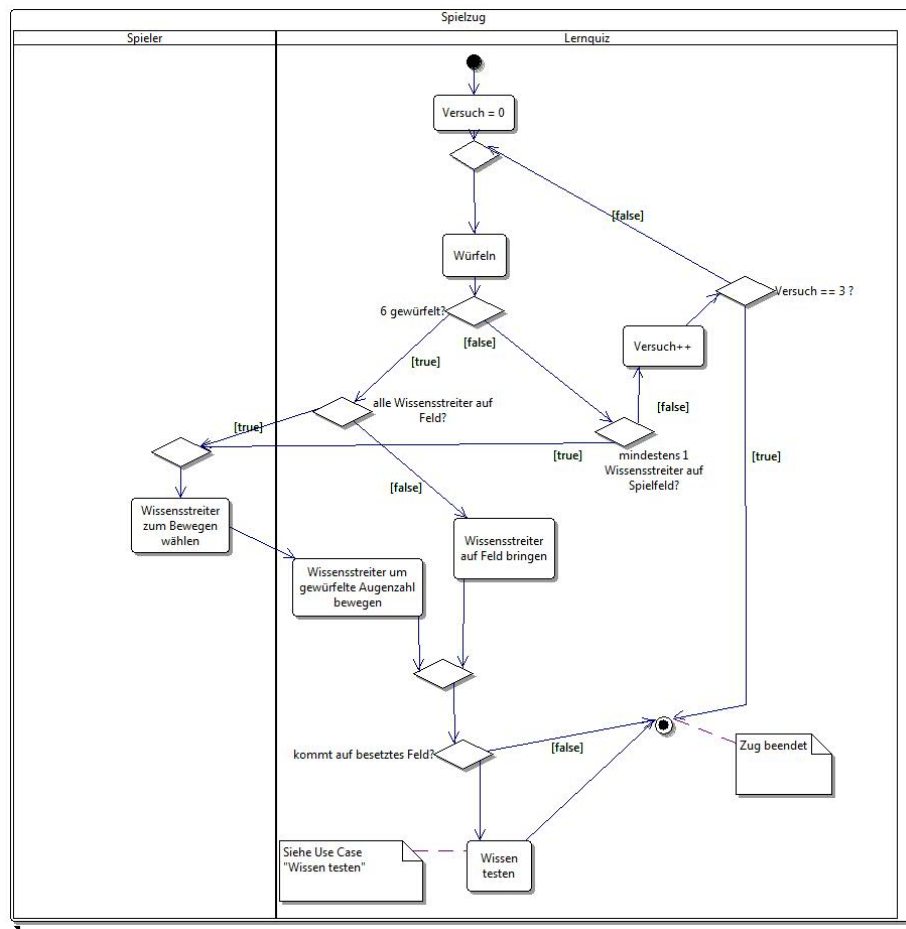 Spielzug
Spieler
Lernquiz
Versuch = 0
[false]
Würfeln
Versuch == 3 ?
6 gewürfelt?
[false]
Versuch++
[true]
alle Wissensstreiter auf
Feld?
[false]
[true]
[true]
mindestens 1
Wissensstreiter auf
Spielfeld?
[true]
[false]
Wissensstreiter
zum Bewegen
wählen
Wissensstreiter
auf Feld bringen
Wissensstreiter um
gewürfelte Augenzahl
bewegen
kommt auf besetztes Feld?
[false]
Zug beendet
Siehe Use Case
"Wissen testen"
Wissen
testen